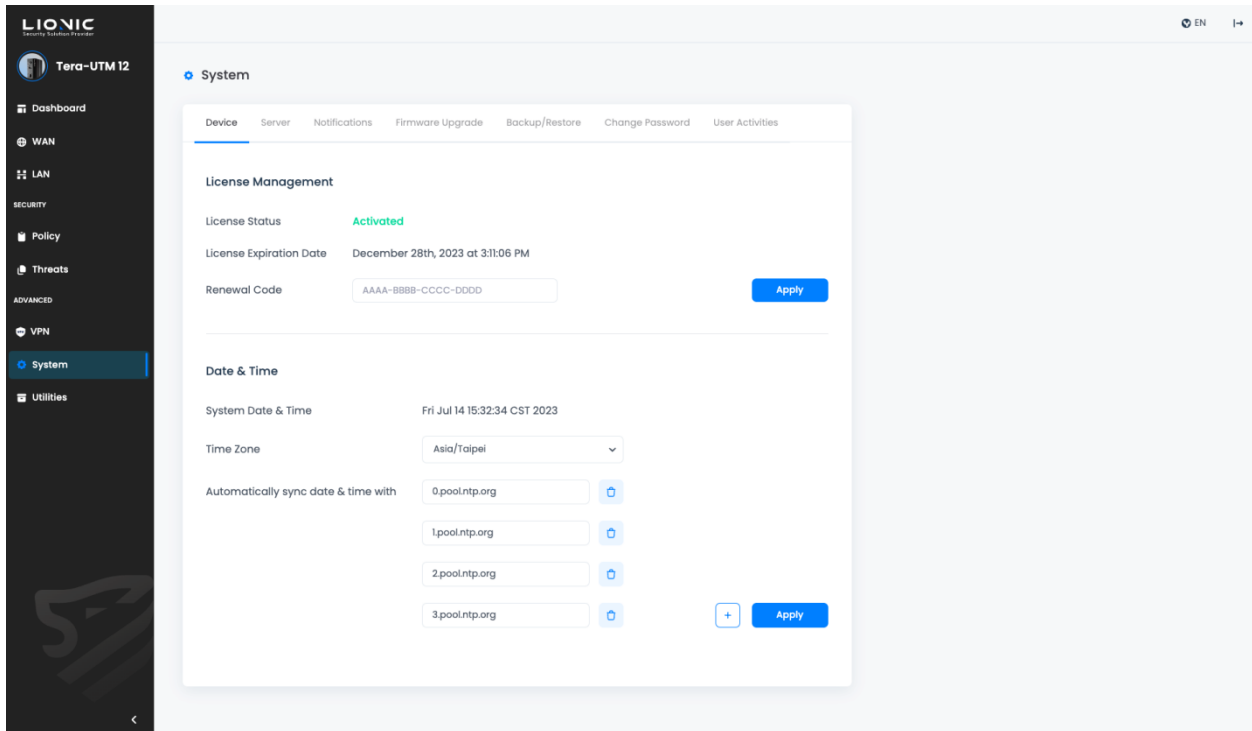 LIONIC
Security Solution Provider
EN
Tera-UTM 12
Dashboard
WAN
LAN
SECURITY
Policy
Threats
ADVANCED
VPN
System
Utilities
System
Device Server Notifications Firmware Upgrade Backup/Restore Change Password User Activities
License Management
License Status Activated
License Expiration Date December 28th, 2023 at 3:11:06 PM
Renewal Code AAAA-BBBB-CCCC-DDDD Apply
Date & Time
System Date & Time Fri Jul 14 15:32:34 CST 2023
Time Zone Asia/Taipei
Automatically sync date & time with 0.pool.ntp.org
1.pool.ntp.org
2.pool.ntp.org
3.pool.ntp.org + Apply